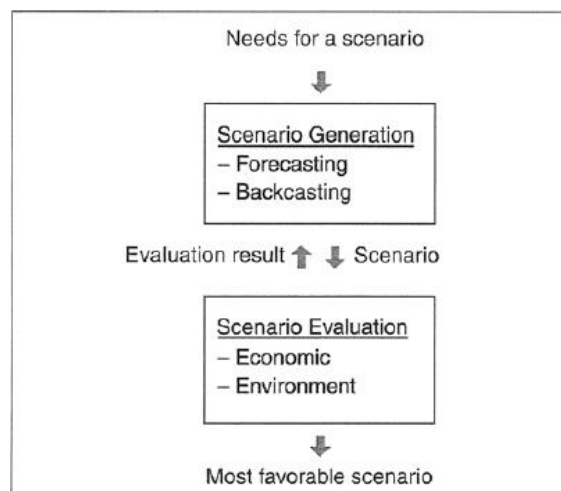 Needs for a scenario
Scenario Generation
– Forecasting
– Backcasting
Evaluation result
Scenario
Scenario Evaluation
– Economic
– Environment
Most favorable scenario